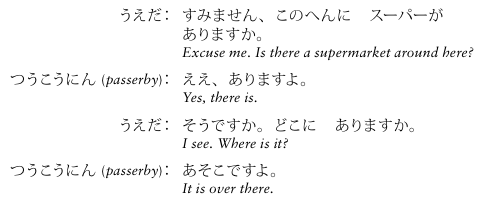 うえだ： すみません、このへんに　スーパーが
ありますか。
Excuse me. Is there a supermarket around here?
つうこうにん (passerby)： ええ、ありますよ。
Yes, there is.
うえだ： そうですか。どこに　ありますか。
I see. Where is it?
つうこうにん (passerby)： あそこですよ。
It is over there.